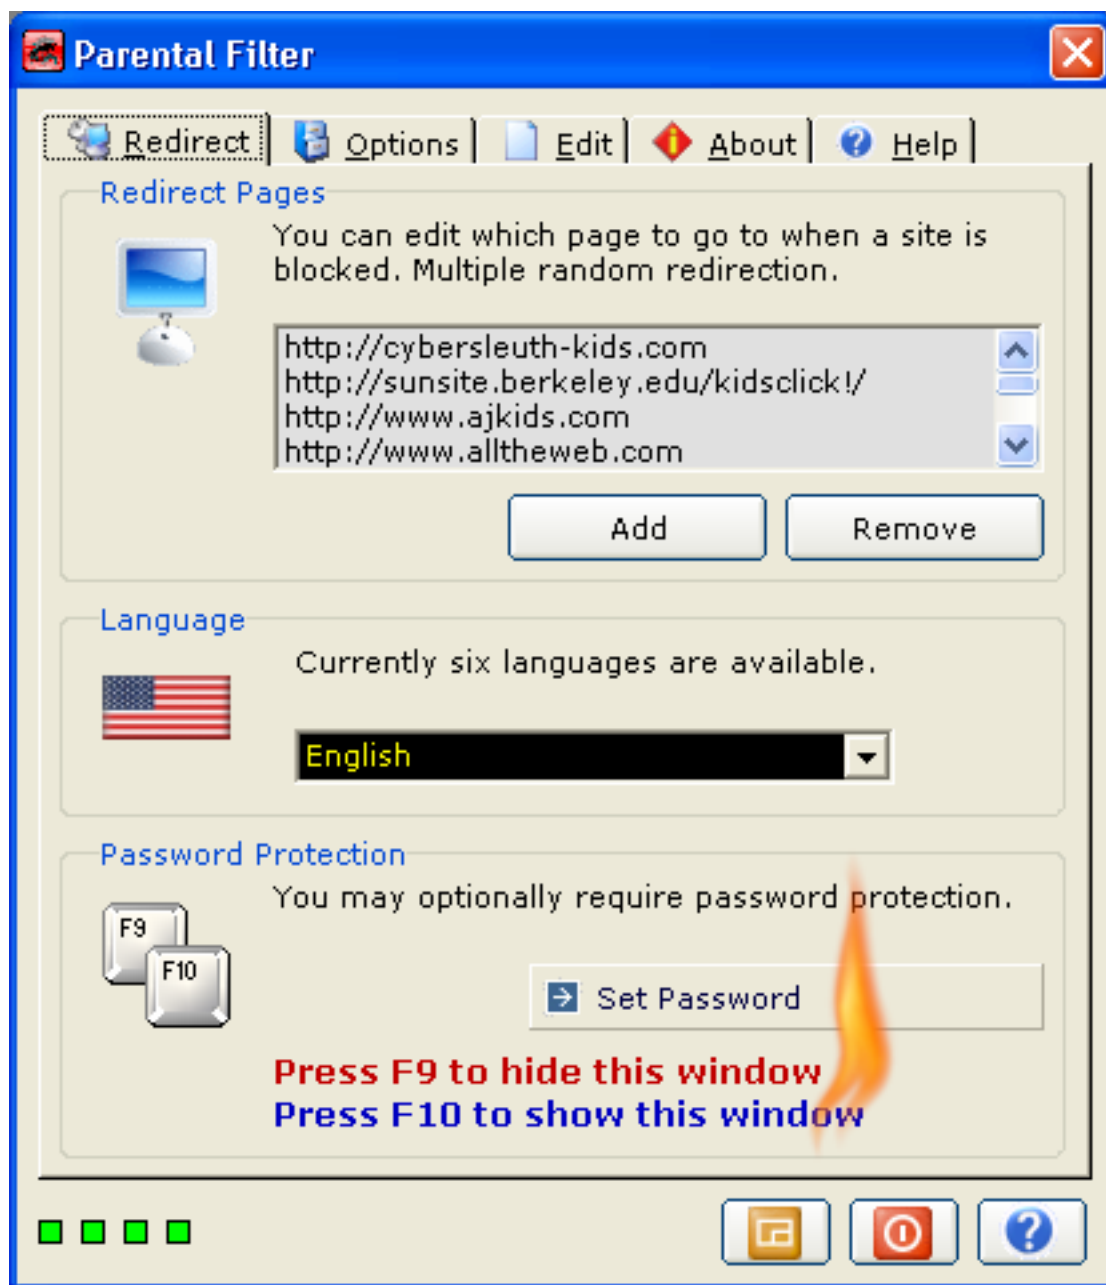 Parental Filter
Redirect
Options
Edit
About
Help
Redirect Pages
You can edit which page to go to when a site is
blocked. Multiple random redirection.
http://cybersleuth-kids.com
http://sunsite.berkeley.edu/kidsclick!/
http://www.ajkids.com
http://www.alltheweb.com
Add
Remove
Language
Currently six languages are available.
English
Password Protection
You may optionally require password protection.
F9
F10
Set Password
Press F9 to hide this window
Press F10 to show this window